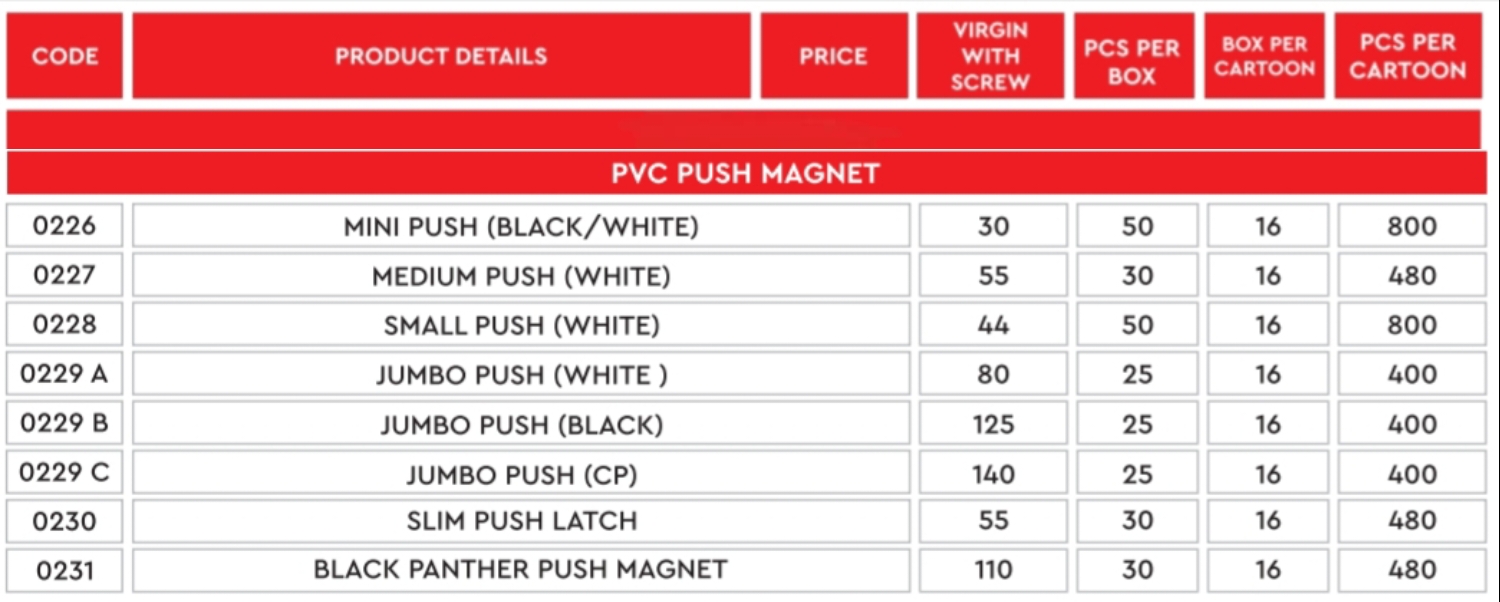 CODE PRODUCT DETAILS PRICE VIRGIN WITH SCREW PCS PER BOX BOX PER CARTOON PCS PER CARTOON
PVC PUSH MAGNET
0226 MINI PUSH (BLACK/WHITE) 30 50 16 800
0227 MEDIUM PUSH (WHITE) 55 30 16 480
0228 SMALL PUSH (WHITE) 44 50 16 800
0229 A JUMBO PUSH (WHITE ) 80 25 16 400
0229 B JUMBO PUSH (BLACK) 125 25 16 400
0229 C JUMBO PUSH (CP) 140 25 16 400
0230 SLIM PUSH LATCH 55 30 16 480
0231 BLACK PANTHER PUSH MAGNET 110 30 16 480